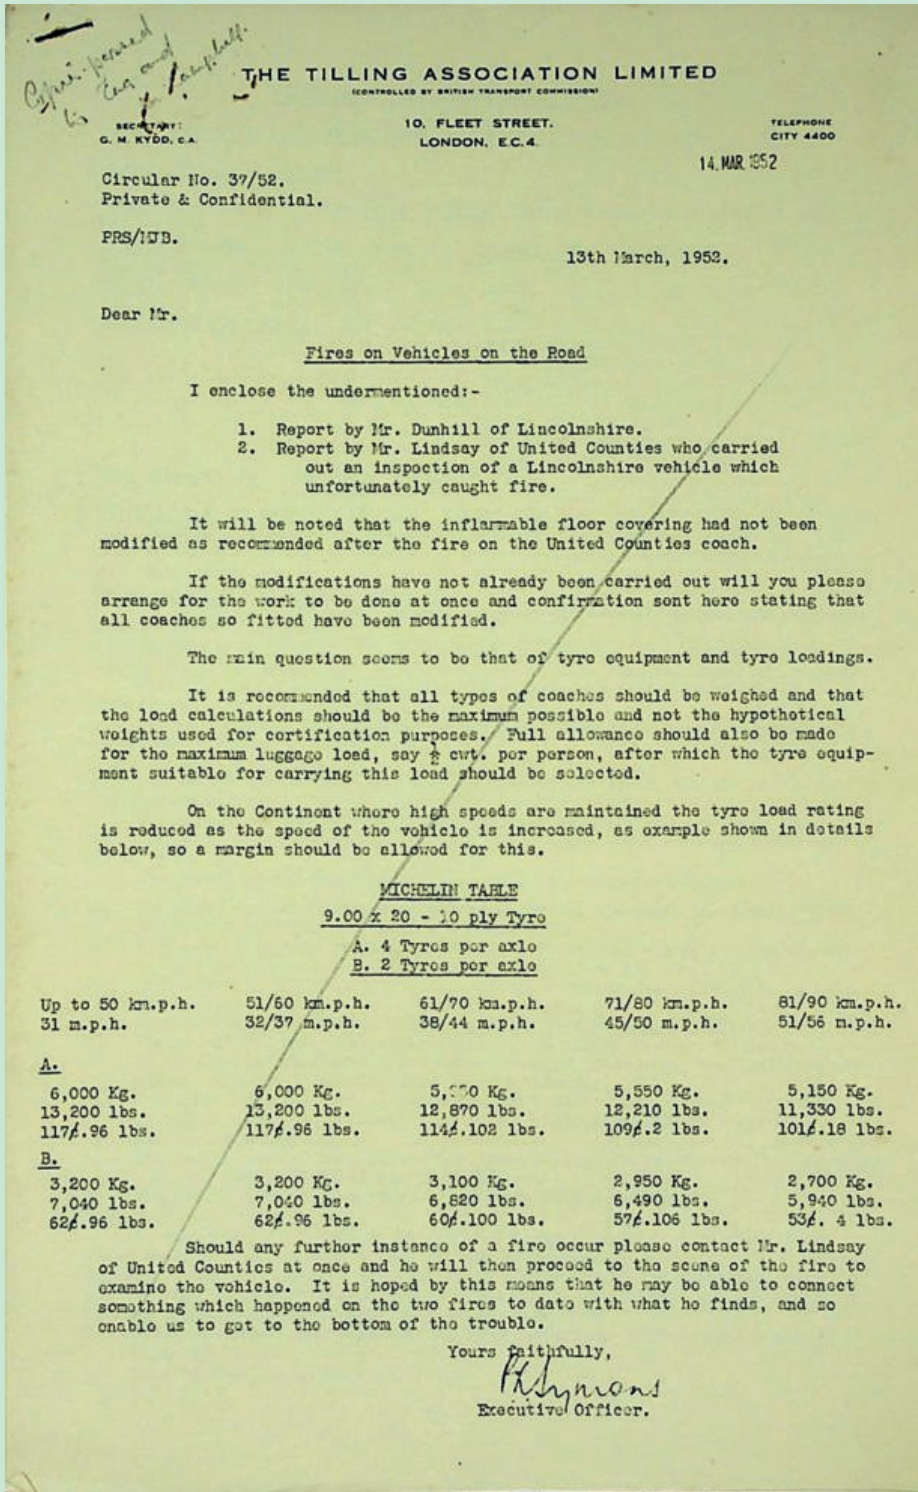 Copies passed
to Eng and
Campbell.
THE TILLING ASSOCIATION LIMITED
(CONTROLLED BY BRITISH TRANSPORT COMMISSION)
SECRETARY:
G. M. KYDD, C.A.
10, FLEET STREET,
LONDON, E.C.4.
TELEPHONE
CITY 4400
14. MAR 1952
Circular No. 37/52.
Private & Confidential.
PRS/MJB.
13th March, 1952.
Dear Mr.
Fires on Vehicles on the Road
I enclose the undermentioned:-
1. Report by Mr. Dunhill of Lincolnshire.
2. Report by Mr. Lindsay of United Counties who carried
out an inspection of a Lincolnshire vehicle which
unfortunately caught fire.
It will be noted that the inflammable floor covering had not been
modified as recommended after the fire on the United Counties coach.
If the modifications have not already been carried out will you please
arrange for the work to be done at once and confirmation sent here stating that
all coaches so fitted have been modified.
The main question seems to be that of tyre equipment and tyre loadings.
It is recommended that all types of coaches should be weighed and that
the load calculations should be the maximum possible and not the hypothetical
weights used for certification purposes. Full allowance should also be made
for the maximum luggage load, say ½ cwt. per person, after which the tyre equip-
ment suitable for carrying this load should be selected.
On the Continent where high speeds are maintained the tyre load rating
is reduced as the speed of the vehicle is increased, as example shown in details
below, so a margin should be allowed for this.
MICHELIN TABLE
9.00 x 20 - 10 ply Tyre
A. 4 Tyres per axle
B. 2 Tyres per axle
Up to 50 km.p.h. 51/60 km.p.h. 61/70 km.p.h. 71/80 km.p.h. 81/90 km.p.h.
31 m.p.h. 32/37 m.p.h. 38/44 m.p.h. 45/50 m.p.h. 51/56 m.p.h.
A.
6,000 Kg. 6,000 Kg. Kg. 5,550 Kg. 5,150 Kg.
13,200 lbs. 13,200 lbs. 12,870 lbs. 12,210 lbs. 11,330 lbs.
117/.96 lbs. 117/.96 lbs. 114/.102 lbs. 109/.2 lbs. 101/.18 lbs.
B.
3,200 Kg. 3,200 Kg. 3,100 Kg. 2,950 Kg. 2,700 Kg.
7,040 lbs. 7,040 lbs. 6,820 lbs. 6,490 lbs. 5,940 lbs.
62/.96 lbs. 62/.96 lbs. 60/.100 lbs. 57/.106 lbs. 53/. 4 lbs.
Should any further instance of a fire occur please contact Mr. Lindsay
of United Counties at once and he will then proceed to the scene of the fire to
examine the vehicle. It is hoped by this means that he may be able to connect
something which happened on the two fires to date with what he finds, and so
enable us to get to the bottom of the trouble.
Yours faithfully,
Symons
Executive Officer.